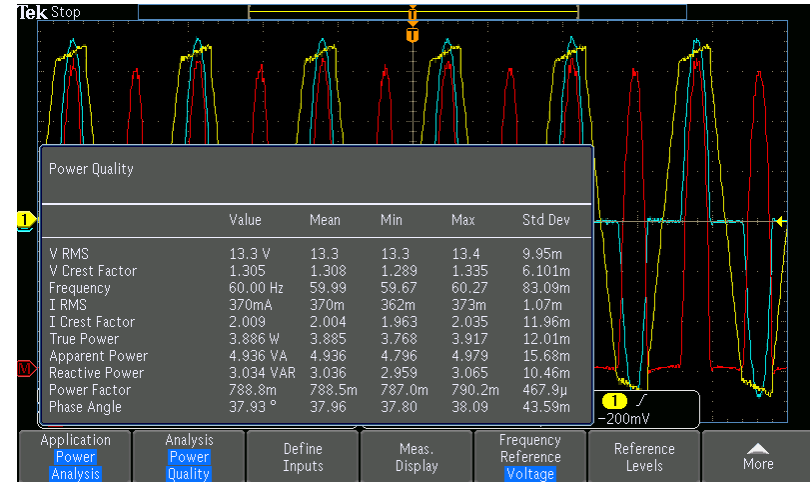 Tek Stop
T
T
Power Quality
Value Mean Min Max Std Dev
1
V RMS 13.3 V 13.3 13.3 13.4 9.95m
V Crest Factor 1.305 1.308 1.289 1.335 6.101m
Frequency 60.00 Hz 59.99 59.67 60.27 83.09m
I RMS 370mA 370m 362m 373m 1.07m
I Crest Factor 2.009 2.004 1.963 2.035 11.96m
True Power 3.886 W 3.885 3.768 3.917 12.01m
Apparent Power 4.936 VA 4.936 4.796 4.979 15.68m
M
Reactive Power 3.034 VAR 3.036 2.959 3.065 10.46m
Power Factor 788.8m 788.5m 787.0m 790.2m 467.9µ
Phase Angle 37.93 ° 37.96 37.80 38.09 43.59m
1
-200mV
Application
Power
Analysis
Analysis
Power
Quality
Define
Inputs
Meas.
Display
Frequency
Reference
Voltage
Reference
Levels
More